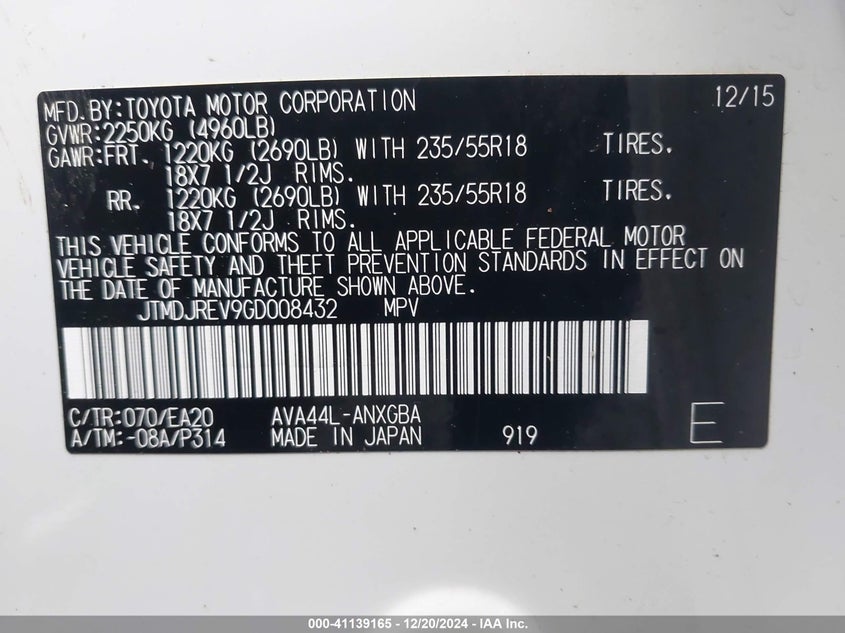 MFD.BY:TOYOTA MOTOR CORPORATION 12/15
GVWR:2250KG (4960LB)
GAWR:FRT. 1220KG (2690LB) WITH 235/55R18 TIRES.
18X7 1/2J RIMS.
RR. 1220KG (2690LB) WITH 235/55R18 TIRES.
18X7 1/2J RIMS.
THIS VEHICLE CONFORMS TO ALL APPLICABLE FEDERAL MOTOR
VEHICLE SAFETY AND THEFT PREVENTION STANDARDS IN EFFECT ON
THE DATE OF MANUFACTURE SHOWN ABOVE.
JTMDJREV9GD008432 MPV
C/TR:070/EA20 AVA44L-ANXGBA
A/TM:-08A/P314 MADE IN JAPAN 919 E
000-41139165 - 12/20/2024 - IAA Inc.